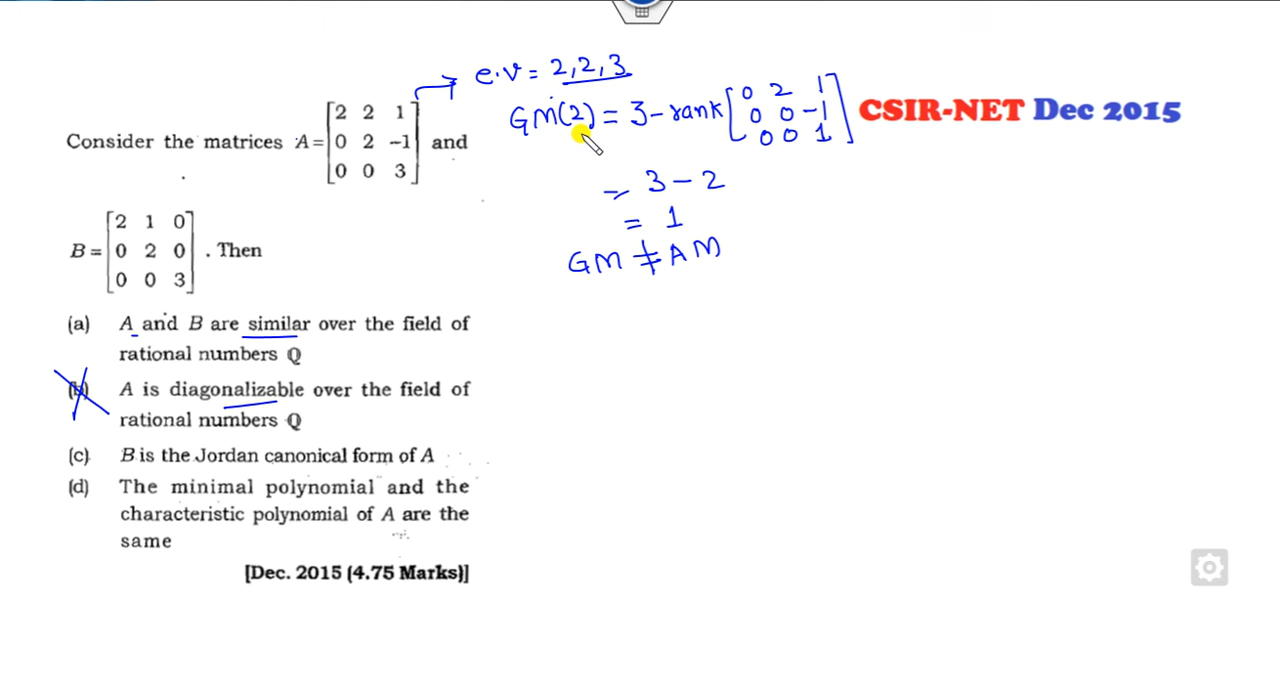 Consider the matrices A = [2 2 1
0 2 -1
0 0 3] and
B = [2 1 0
0 2 0
0 0 3] . Then
(a) A and B are similar over the field of
rational numbers Q
(b) A is diagonalizable over the field of
rational numbers Q
(c) B is the Jordan canonical form of A
(d) The minimal polynomial and the
characteristic polynomial of A are the
same
[Dec. 2015 (4.75 Marks)]
→ e.v = 2,2,3
GM(2) = 3 - rank [0 2 1
0 0 -1
0 0 1]
= 3 - 2
= 1
GM ≠ AM
CSIR-NET Dec 2015